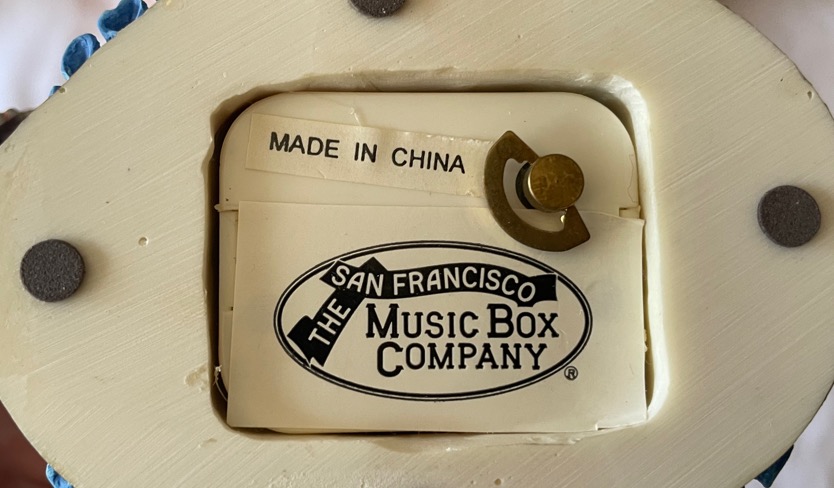 MADE IN CHINA
THE SAN FRANCISCO
MUSIC BOX
COMPANY
®